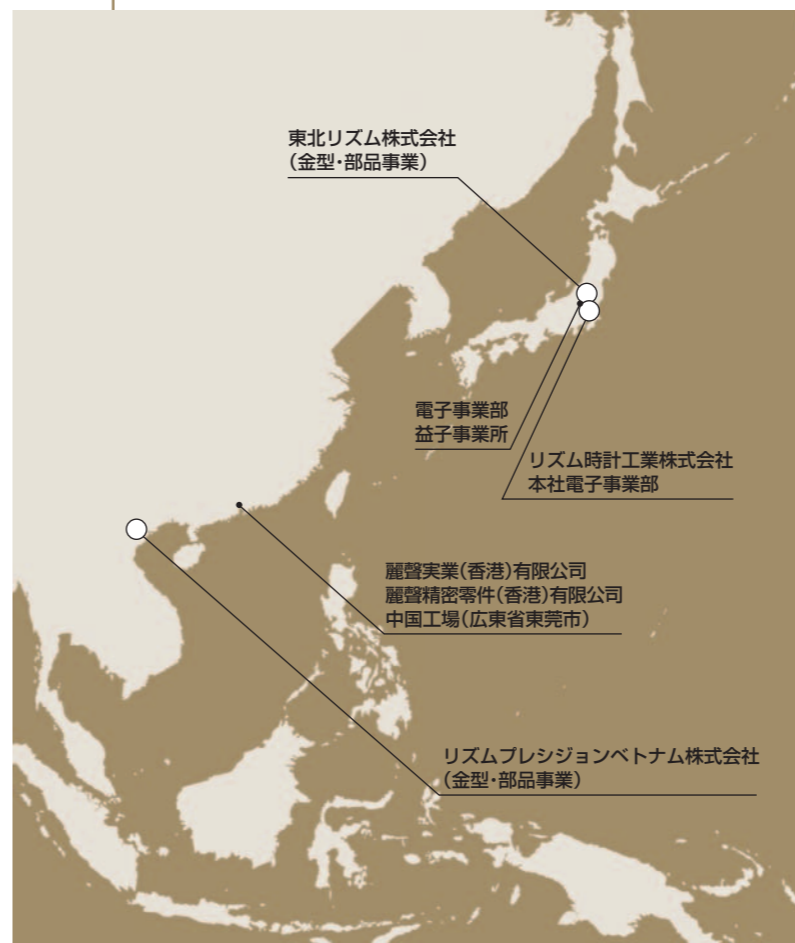 東北リズム株式会社
(金型・部品事業)
電子事業部
益子事業所
リズム時計工業株式会社
本社電子事業部
麗聲実業(香港)有限公司
麗聲精密零件(香港)有限公司
中国工場(広東省東莞市)
リズムプレシジョンベトナム株式会社
(金型・部品事業)